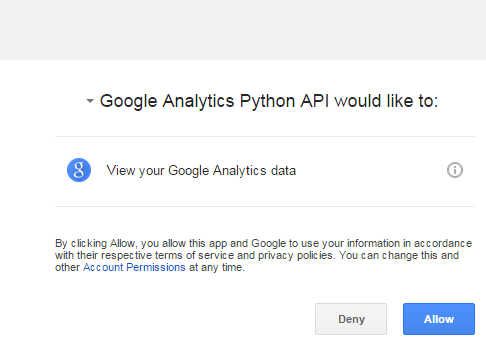 Google Analytics Python API would like to:
8
View your Google Analytics data
i
By clicking Allow, you allow this app and Google to use your information in accordance
with their respective terms of service and privacy policies. You can change this and
other Account Permissions at any time.
Deny
Allow